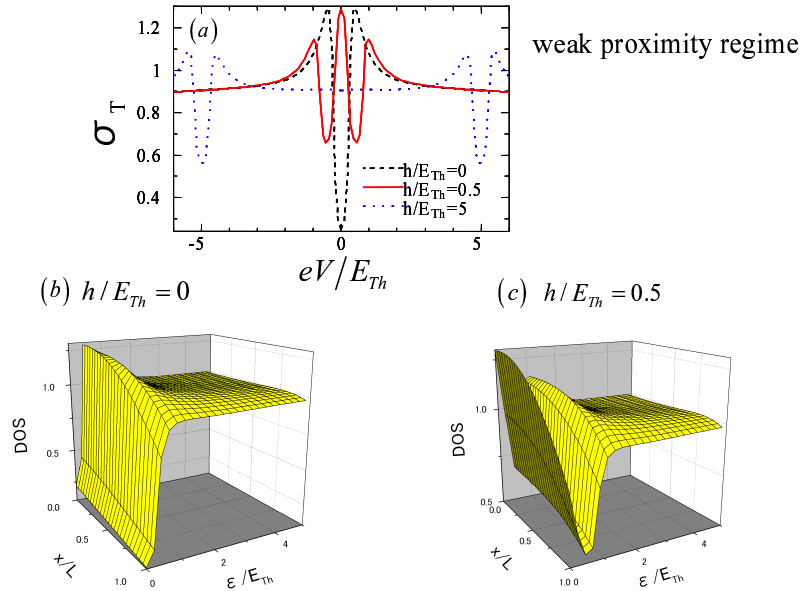 (a)
weak proximity regime
1.2
1
0.8
0.6
0.4
σ_T
h/E_Th=0
h/E_Th=0.5
h/E_Th=5
-5 0 5
eV/E_Th
(b) h/E_Th = 0
(c) h/E_Th = 0.5
1.0
0.5
0.0
DOS
0.0
0.5
1.0
x/L
0 2 4
ε/E_Th
1.0
0.5
DOS
0.0
0.5
1.0
x/L
0 2 4
ε/E_Th